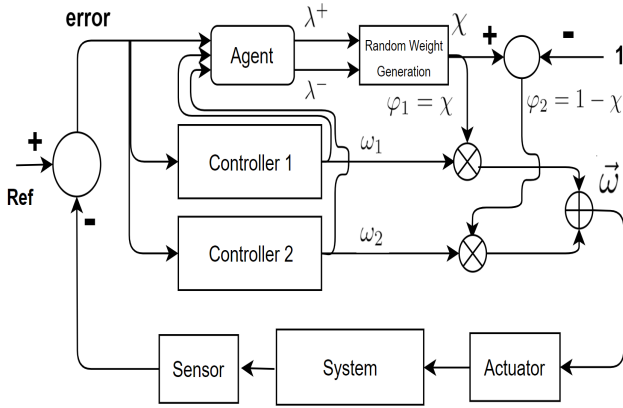 error
λ⁺
λ⁻
Agent
Random Weight
Generation
χ
+
-
1
φ₁ = χ
φ₂ = 1 − χ
+
Ref
-
Controller 1
ω₁
Controller 2
ω₂
ω⃗
Sensor
System
Actuator